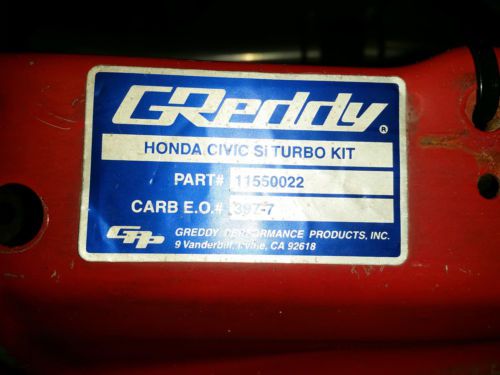 GReddy®
HONDA CIVIC Si TURBO KIT
PART# 11550022
CARB E.O.# 397-7
GPP GREDDY PERFORMANCE PRODUCTS, INC.
9 Vanderbilt, Irvine, CA 92618